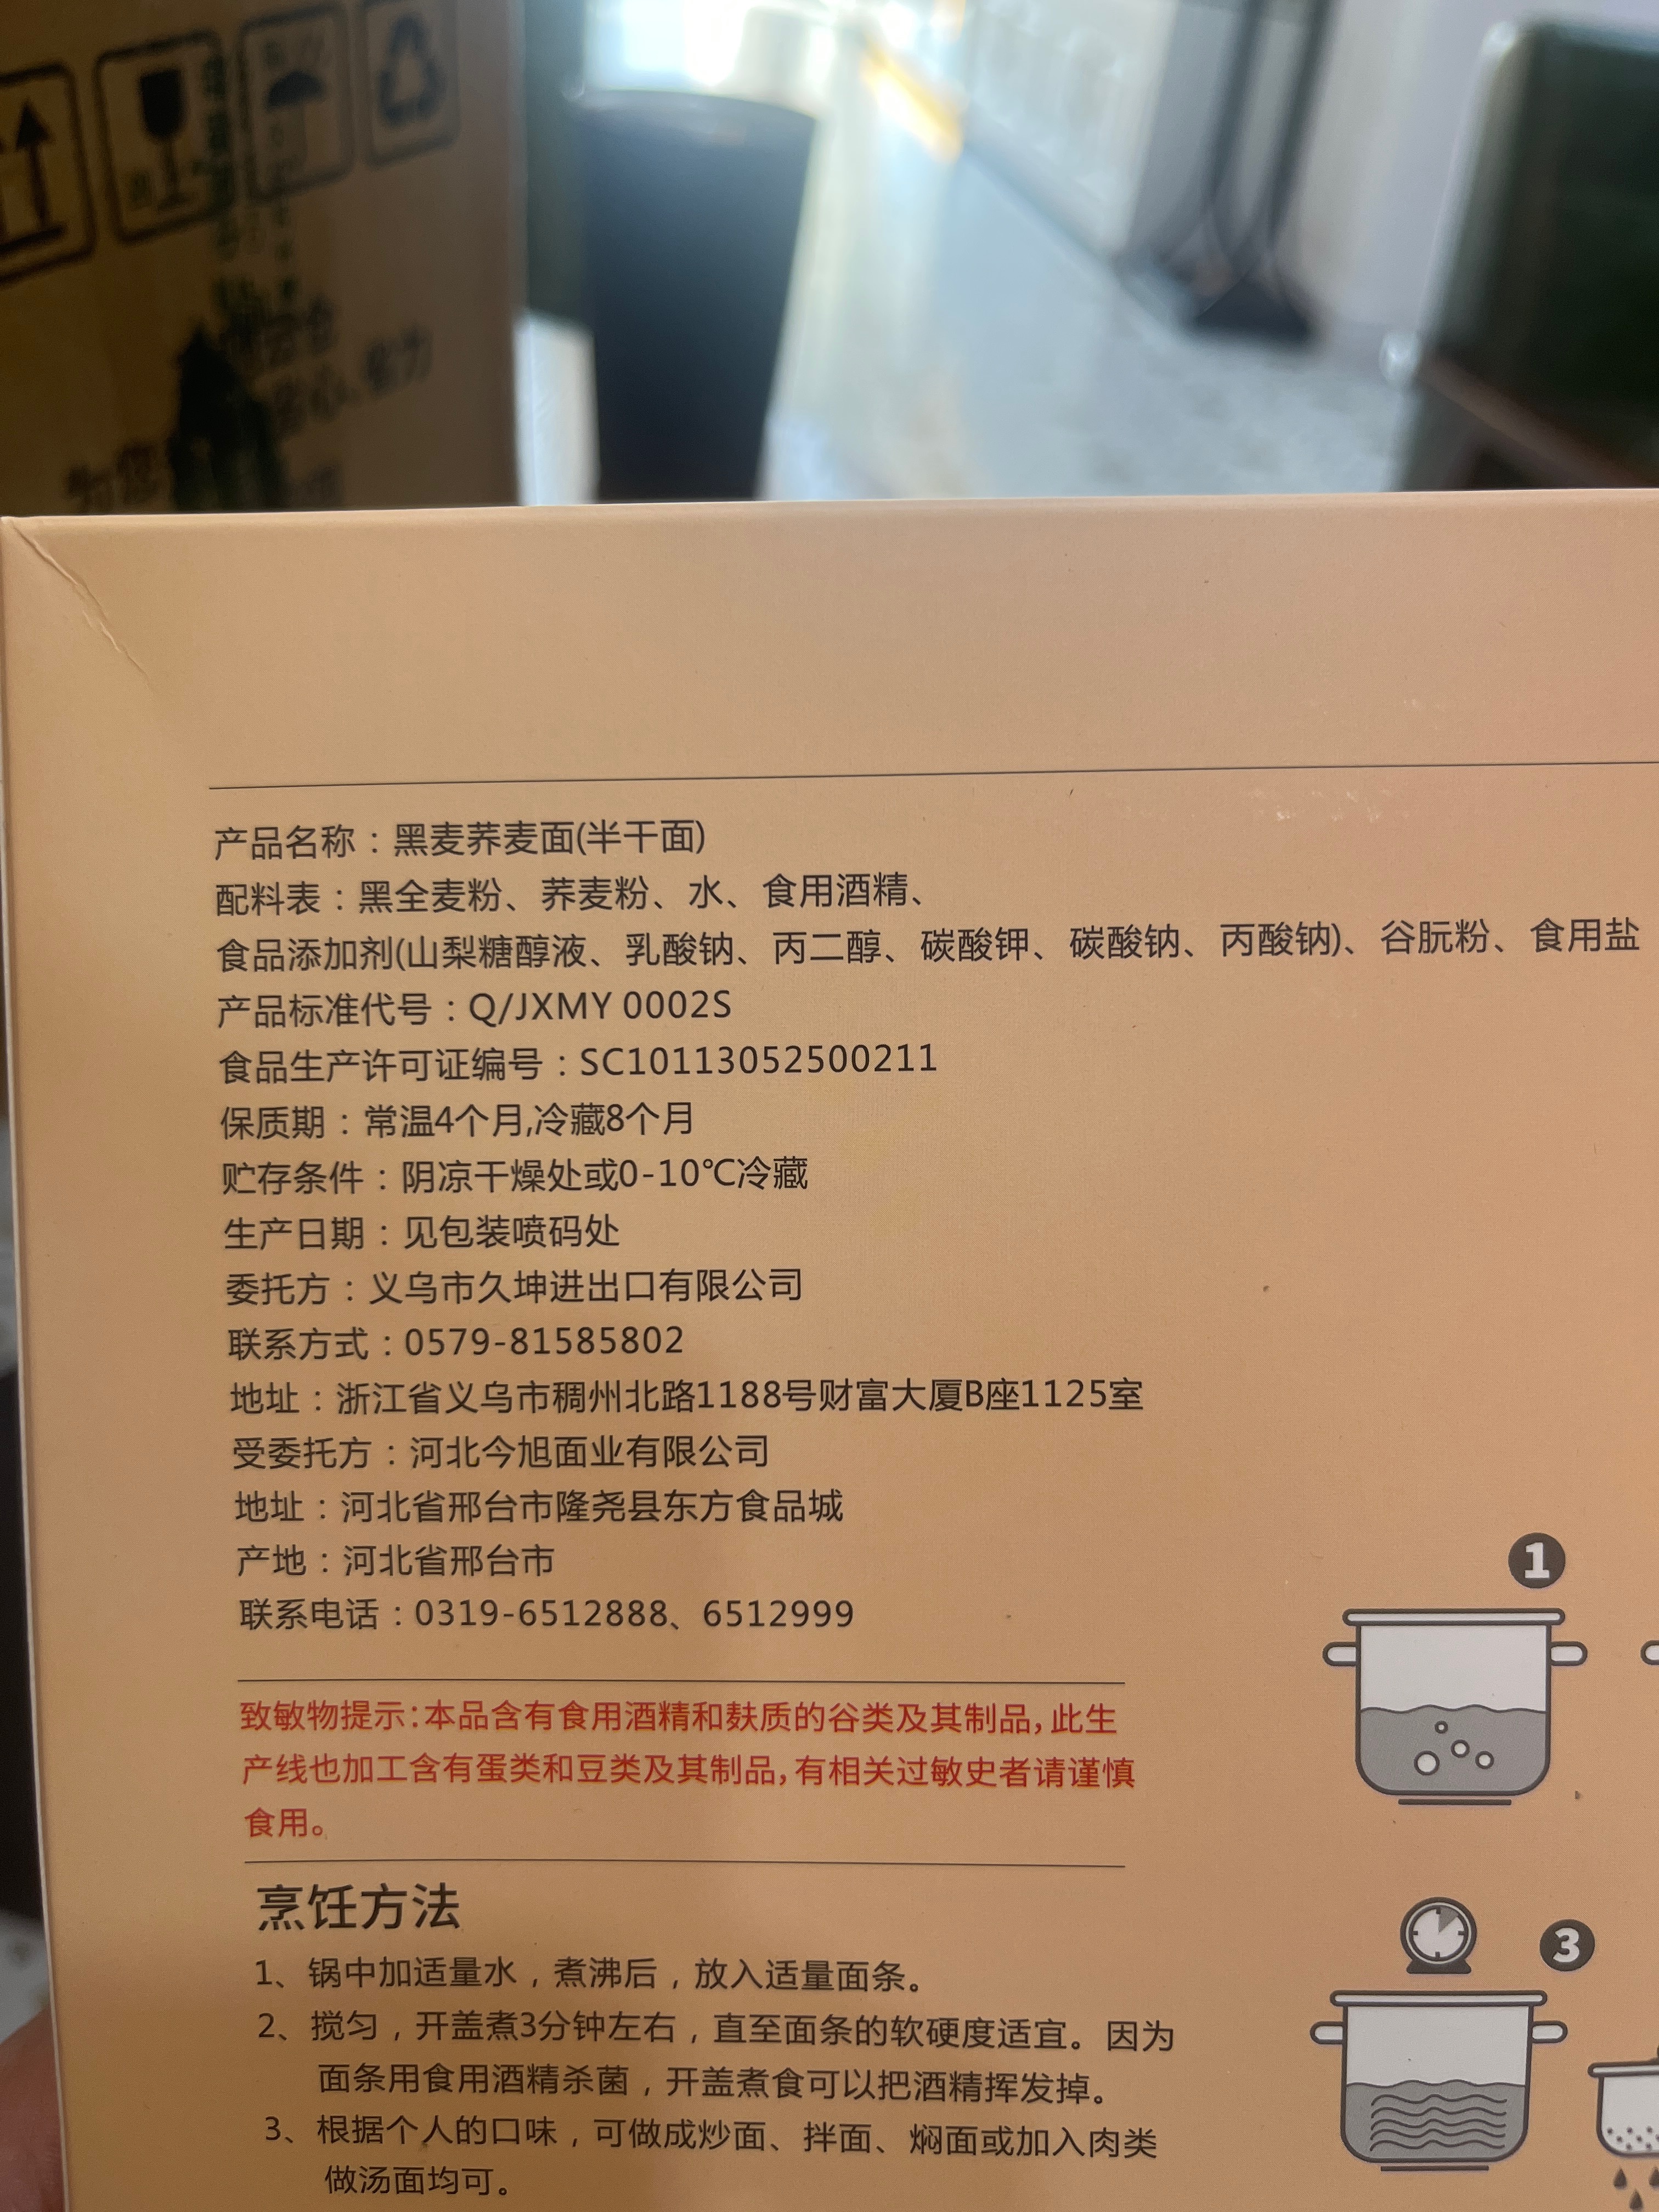 为您
省力
产品名称：黑麦荞麦面(半干面)
配料表：黑全麦粉、荞麦粉、水、食用酒精、
食品添加剂(山梨糖醇液、乳酸钠、丙二醇、碳酸钾、碳酸钠、丙酸钠)、谷朊粉、食用盐
产品标准代号：Q/JXMY 0002S
食品生产许可证编号：SC10113052500211
保质期：常温4个月,冷藏8个月
贮存条件：阴凉干燥处或0-10℃冷藏
生产日期：见包装喷码处
委托方：义乌市久坤进出口有限公司
联系方式：0579-81585802
地址：浙江省义乌市稠州北路1188号财富大厦B座1125室
受委托方：河北今旭面业有限公司
地址：河北省邢台市隆尧县东方食品城
产地：河北省邢台市
联系电话：0319-6512888、6512999
致敏物提示:本品含有食用酒精和麸质的谷类及其制品,此生
产线也加工含有蛋类和豆类及其制品,有相关过敏史者请谨慎
食用。
烹饪方法
1、锅中加适量水，煮沸后，放入适量面条。
2、搅匀，开盖煮3分钟左右，直至面条的软硬度适宜。因为
面条用食用酒精杀菌，开盖煮食可以把酒精挥发掉。
3、根据个人的口味，可做成炒面、拌面、焖面或加入肉类
做汤面均可。
1
3